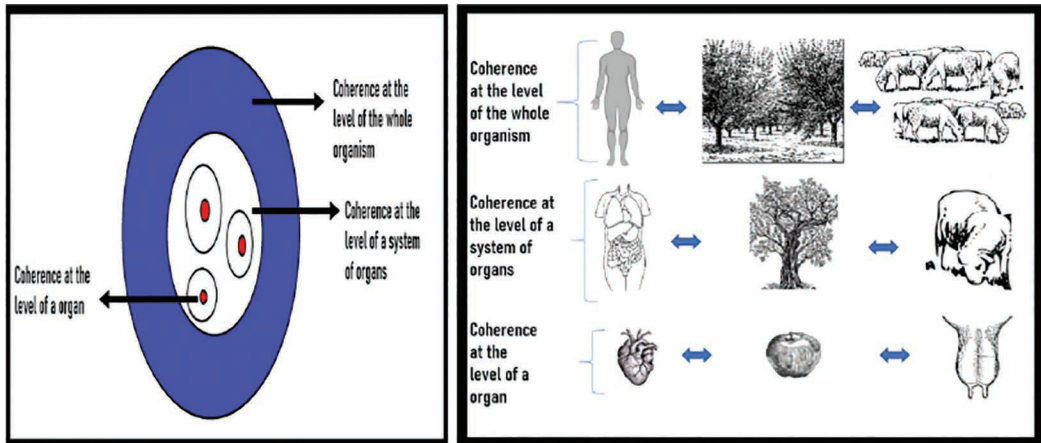 Coherence at the
level of the whole
organism
Coherence at the
level of a system
of organs
Coherence at the
level of a organ
Coherence
at the level
of the whole
organism
Coherence at
the level of a
system of
organs
Coherence
at the
level of a
organ